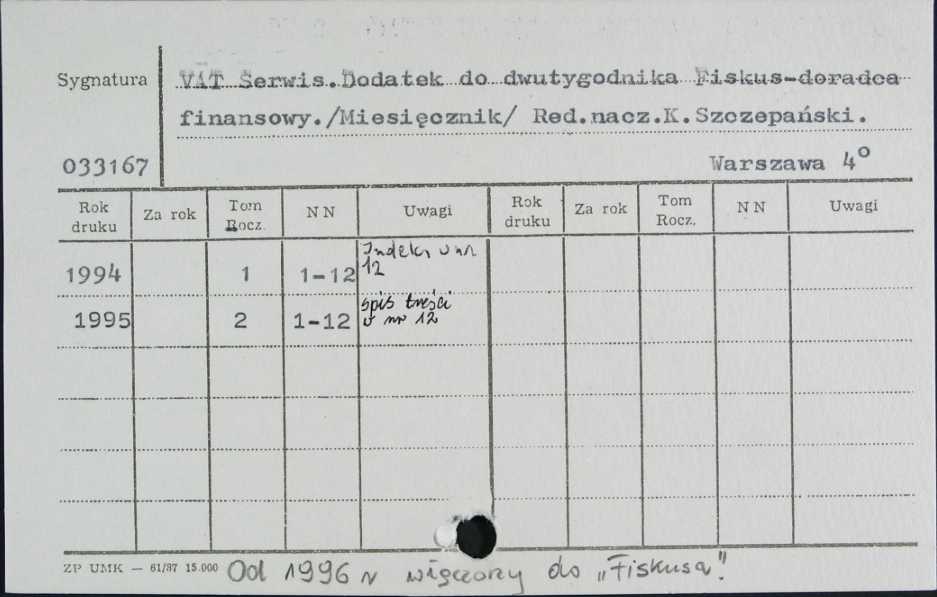 Sygnatura
VAT Serwis.Dodatek do dwutygodnika Fiskus-doradca
finansowy./Miesięcznik/ Red.nacz.K.Szczepański.
033167
Warszawa 4°
Rok druku Za rok Tom Rocz. NN Uwagi Rok druku Za rok Tom Rocz. NN Uwagi
1994 1 1-12 Indeks w nr 12
1995 2 1-12 spis treści w nr 12
ZP UMK — 61/87 15.000
Od 1996 r włączony do „Fiskusa".